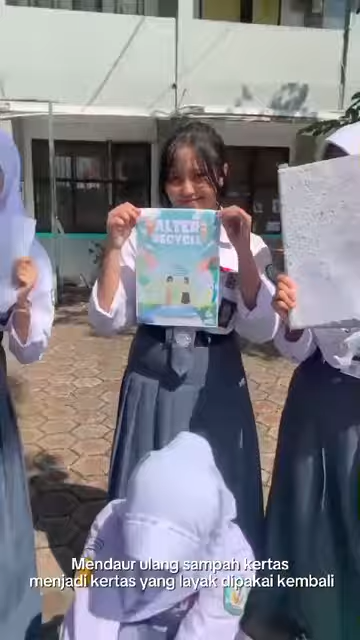 ALTER
RECYCLE
Mendaur ulang sampah kertas
menjadi kertas yang layak dipakai kembali